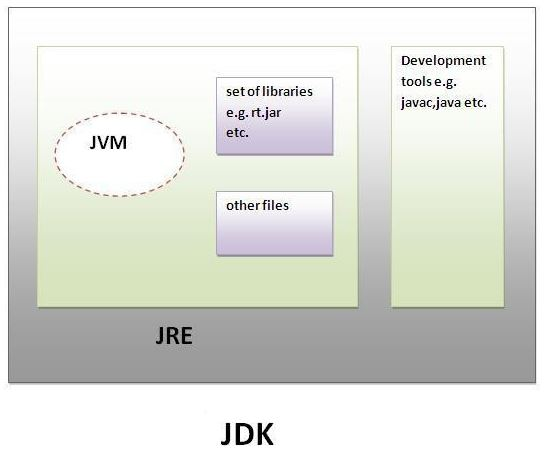 JVM
set of libraries
e.g. rt.jar
etc.
other files
Development
tools e.g.
javac,java etc.
JRE
JDK